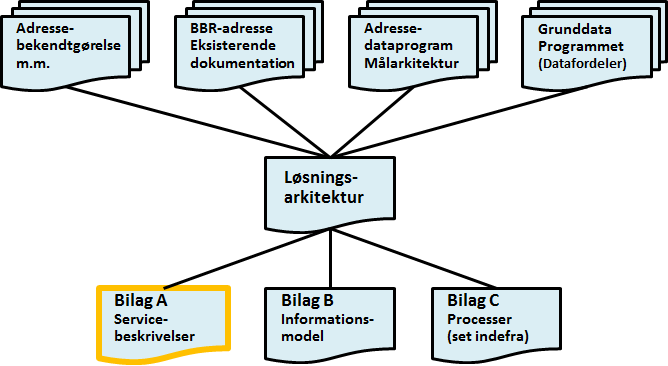 Adresse-
bekendtgørelse
m.m.
BBR-adresse
Eksisterende
dokumentation
Adresse-
dataprogram
Målarkitektur
Grunddata
Programmet
(Datafordeler)
Løsnings-
arkitektur
Bilag A
Service-
beskrivelser
Bilag B
Informations-
model
Bilag C
Processer
(set indefra)